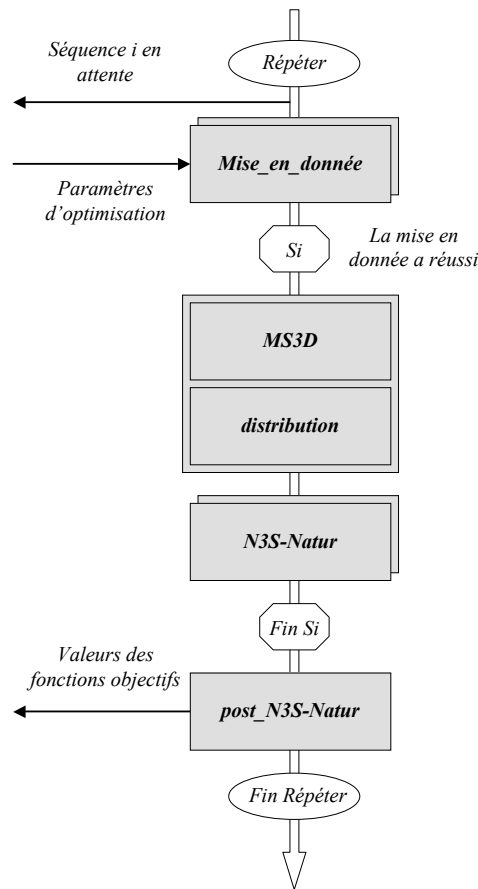 Séquence i en
attente
Répéter
Mise_en_donnée
Paramètres
d'optimisation
Si
La mise en
donnée a réussi
MS3D
distribution
N3S-Natur
Fin Si
Valeurs des
fonctions objectifs
post_N3S-Natur
Fin Répéter